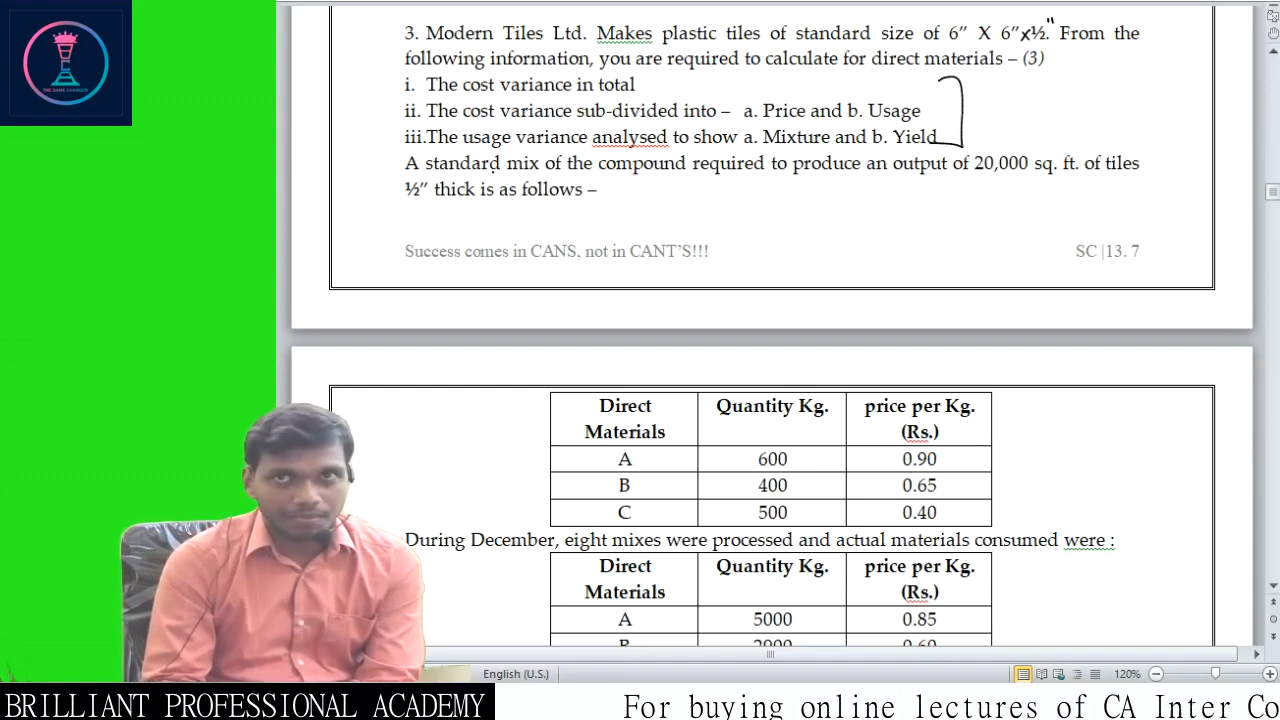 THE GAME CHANGER
3. Modern Tiles Ltd. Makes plastic tiles of standard size of 6” X 6”x½." From the
following information, you are required to calculate for direct materials – (3)
i. The cost variance in total
ii. The cost variance sub-divided into – a. Price and b. Usage
iii.The usage variance analysed to show a. Mixture and b. Yield
A standard mix of the compound required to produce an output of 20,000 sq. ft. of tiles
½” thick is as follows –
Success comes in CANS, not in CANT’S!!! SC |13. 7
Direct Materials Quantity Kg. price per Kg. (Rs.)
A 600 0.90
B 400 0.65
C 500 0.40
During December, eight mixes were processed and actual materials consumed were :
Direct Materials Quantity Kg. price per Kg. (Rs.)
A 5000 0.85
B 2900 0.60
English (U.S.) 120%
BRILLIANT PROFESSIONAL ACADEMY For buying online lectures of CA Inter Co